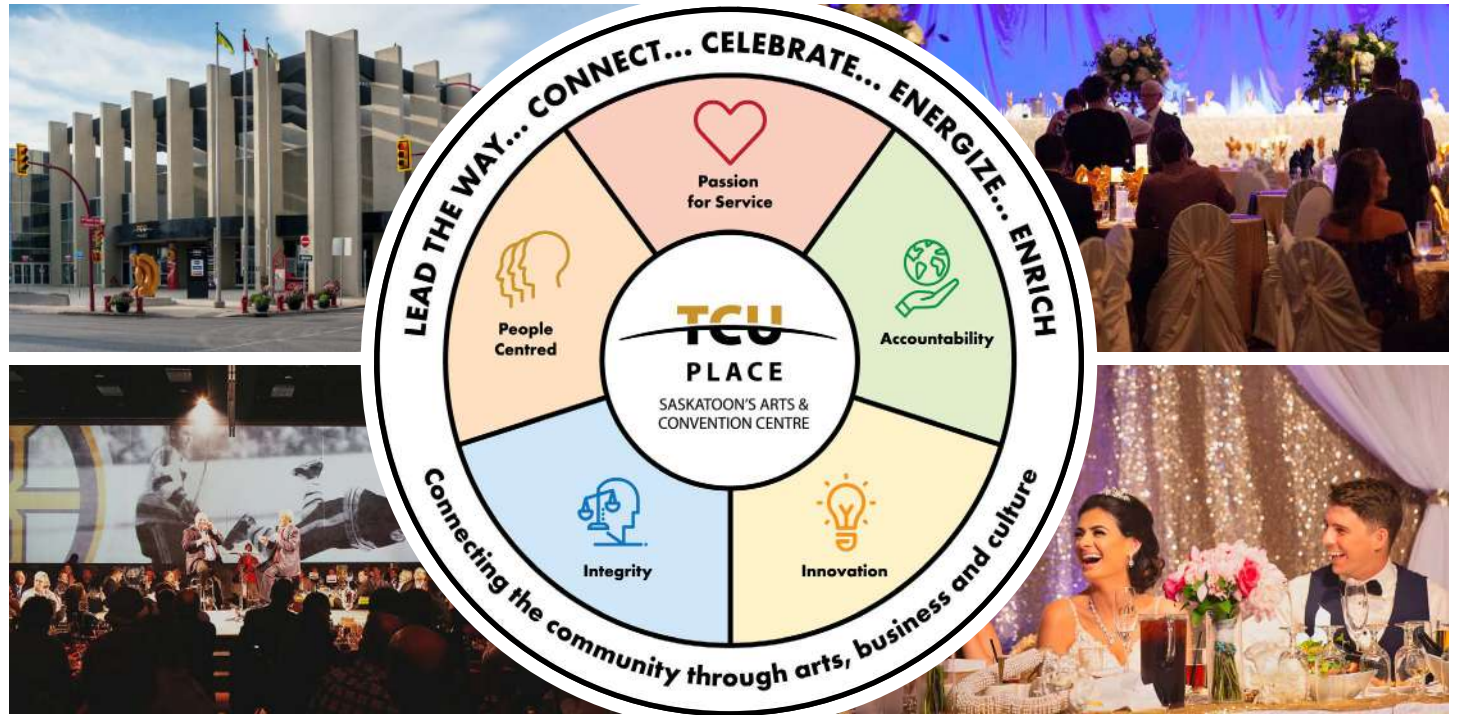 LEAD THE WAY... CONNECT... CELEBRATE... ENERGIZE... ENRICH
Passion
for Service
People
Centred
Accountability
TCU
PLACE
SASKATOON'S ARTS &
CONVENTION CENTRE
Integrity
Innovation
Connecting the community through arts, business and culture